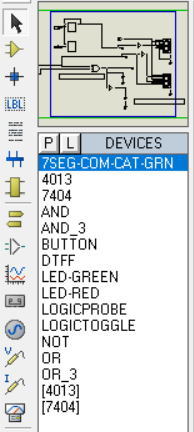 LBL
P L DEVICES
7SEG-COM-CAT-GRN
4013
7404
AND
AND_3
BUTTON
DTFF
LED-GREEN
LED-RED
LOGICPROBE
LOGICTOGGLE
NOT
OR
OR_3
[4013]
[7404]
V
I